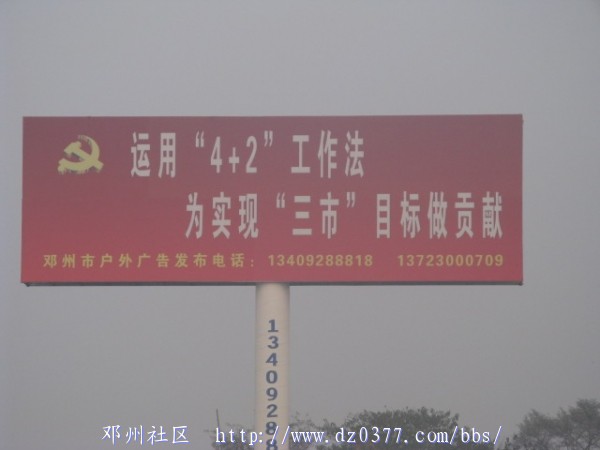 运用“4+2”工作法
为实现“三市”目标做贡献
邓州市户外广告发布电话：13409288818 13723000709
1340928
邓州社区 http://www.dz0377.com/bbs/